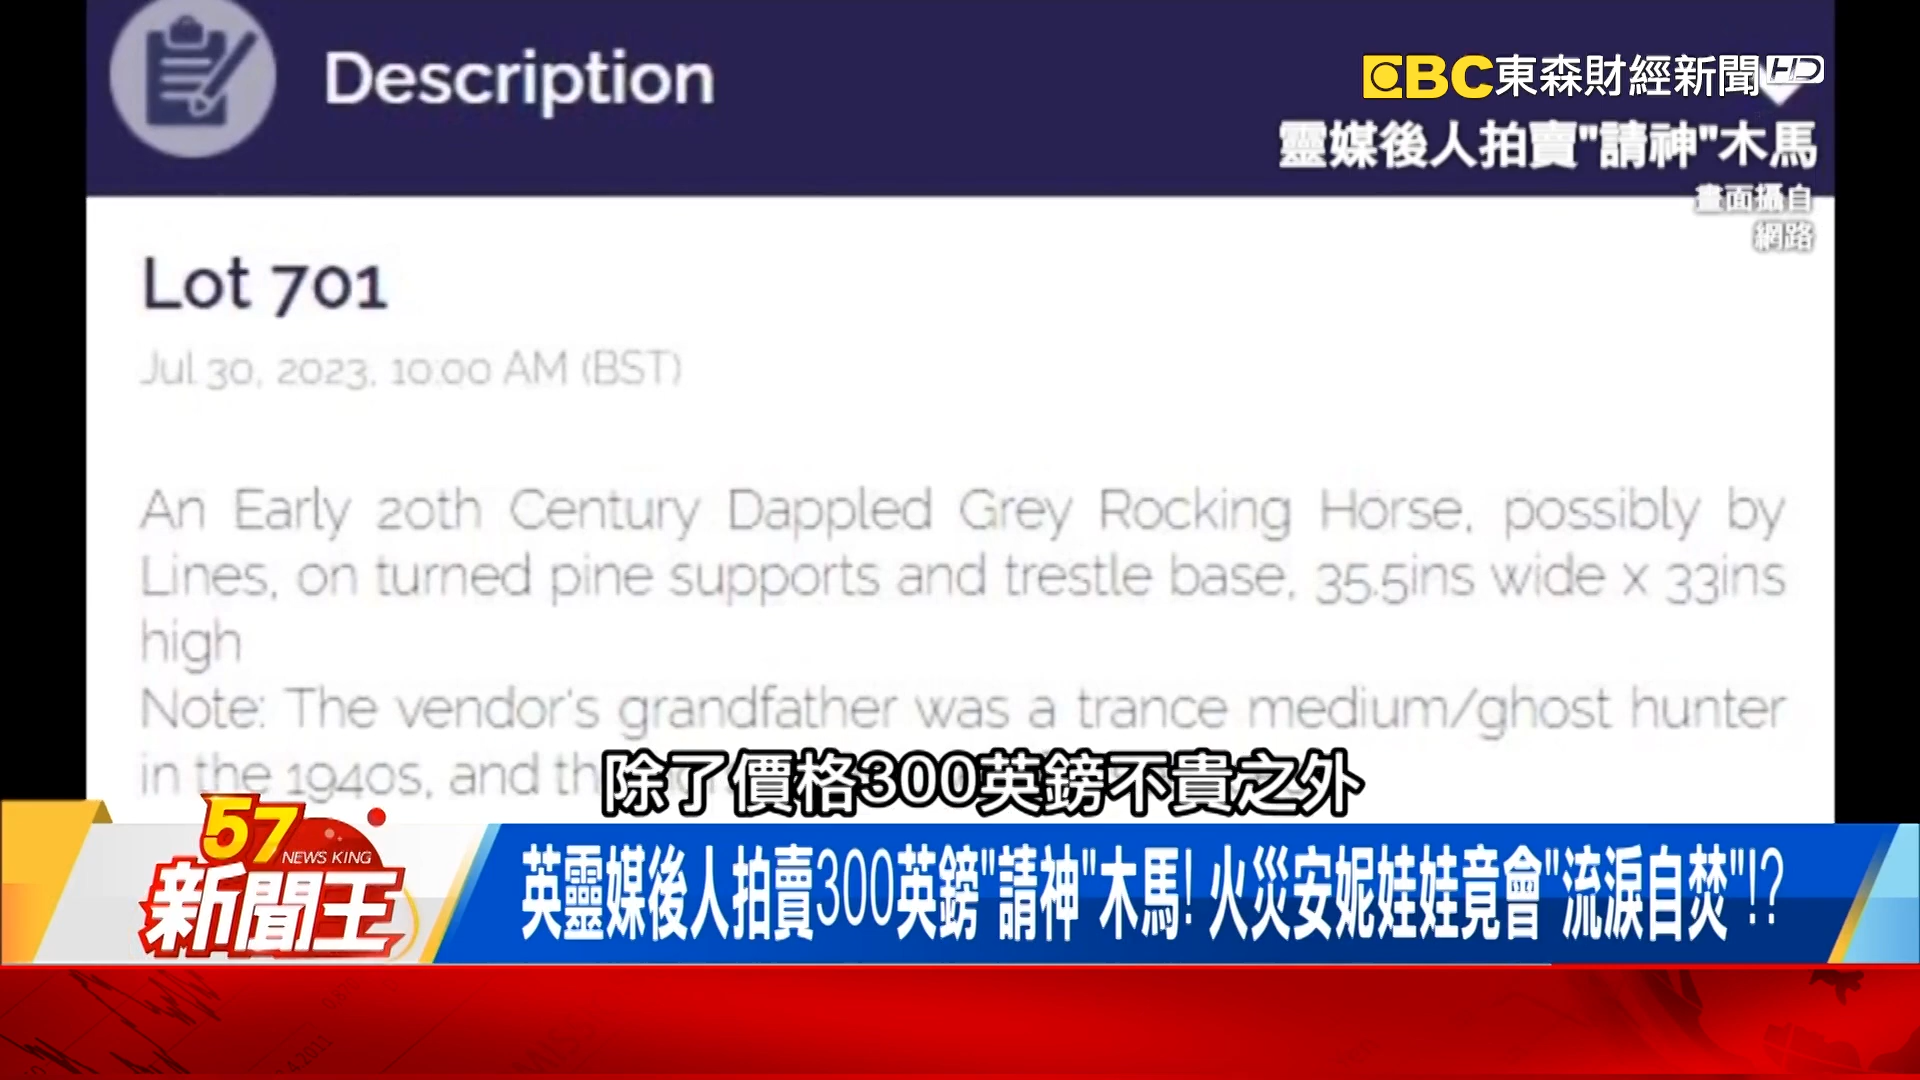 Description
EBC東森財經新聞HD
靈媒後人拍賣"請神"木馬
畫面攝自
網路
Lot 701
Jul 30, 2023, 10:00 AM (BST)
An Early 20th Century Dappled Grey Rocking Horse, possibly by
Lines, on turned pine supports and trestle base, 35.5ins wide x 33ins
high
Note: The vendor's grandfather was a trance medium/ghost hunter
in the 1940s, and
除了價格300英鎊不貴之外
57
NEWS KING
新聞王
英靈媒後人拍賣300英鎊"請神"木馬! 火災安妮娃娃竟會"流淚自焚"!?